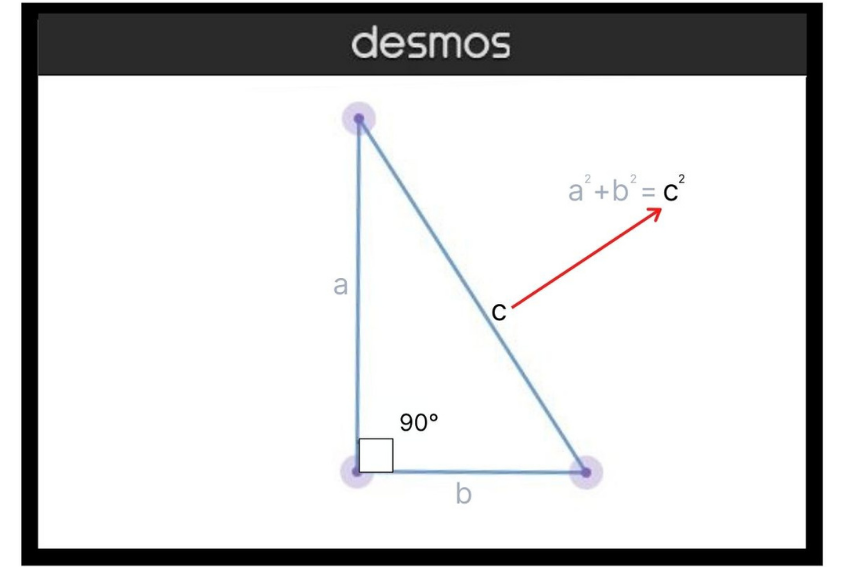 desmos
a²+b²= c²
a
c
90°
b